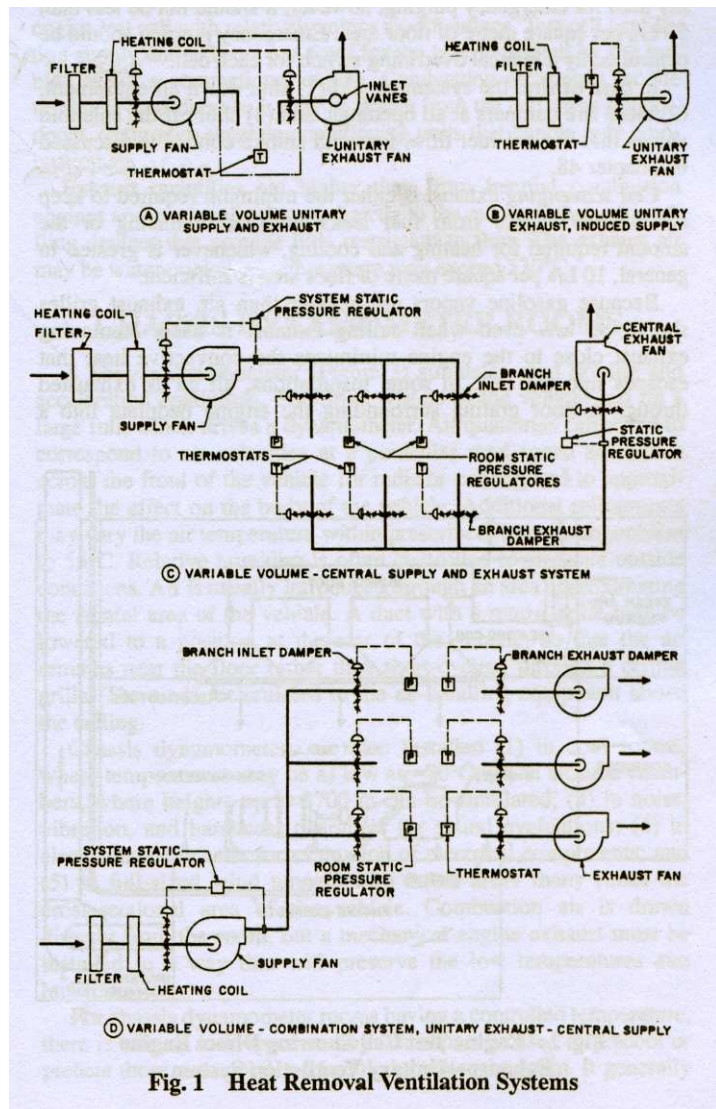 HEATING COIL
FILTER
SUPPLY FAN
THERMOSTAT
T
INLET
VANES
UNITARY
EXHAUST FAN
Ⓐ VARIABLE VOLUME UNITARY
SUPPLY AND EXHAUST
HEATING COIL
FILTER
T
THERMOSTAT
UNITARY
EXHAUST
FAN
Ⓑ VARIABLE VOLUME UNITARY
EXHAUST, INDUCED SUPPLY
HEATING COIL
FILTER
SYSTEM STATIC
PRESSURE REGULATOR
SUPPLY FAN
CENTRAL
EXHAUST
FAN
BRANCH
INLET DAMPER
P P P
THERMOSTATS
T T T
ROOM STATIC
PRESSURE
REGULATORES
STATIC
PRESSURE
REGULATOR
BRANCH EXHAUST
DAMPER
Ⓒ VARIABLE VOLUME - CENTRAL SUPPLY AND EXHAUST SYSTEM
BRANCH INLET DAMPER
BRANCH EXHAUST DAMPER
P T
P T
P T
SYSTEM STATIC
PRESSURE REGULATOR
ROOM STATIC
PRESSURE
REGULATOR
THERMOSTAT
EXHAUST FAN
SUPPLY FAN
FILTER
HEATING COIL
Ⓓ VARIABLE VOLUME - COMBINATION SYSTEM, UNITARY EXHAUST - CENTRAL SUPPLY
Fig. 1 Heat Removal Ventilation Systems